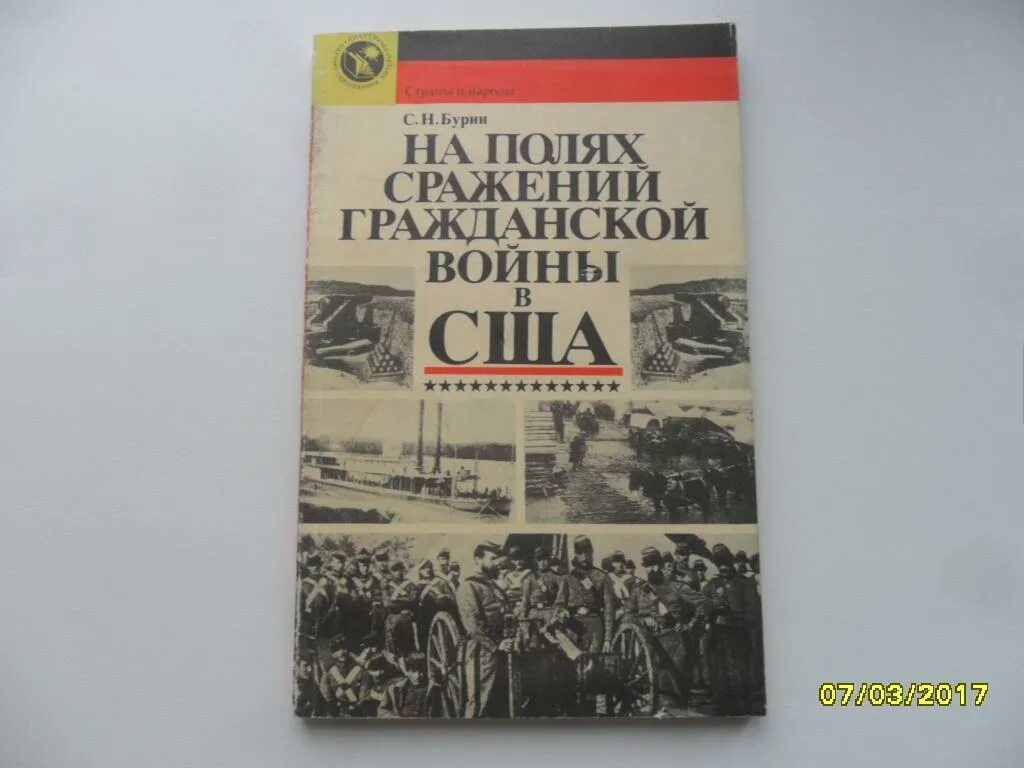 Страны и народы
С. Н. Бурин
НА ПОЛЯХ
СРАЖЕНИЙ
ГРАЖДАНСКОЙ
ВОЙНЫ
В
США
07/03/2017